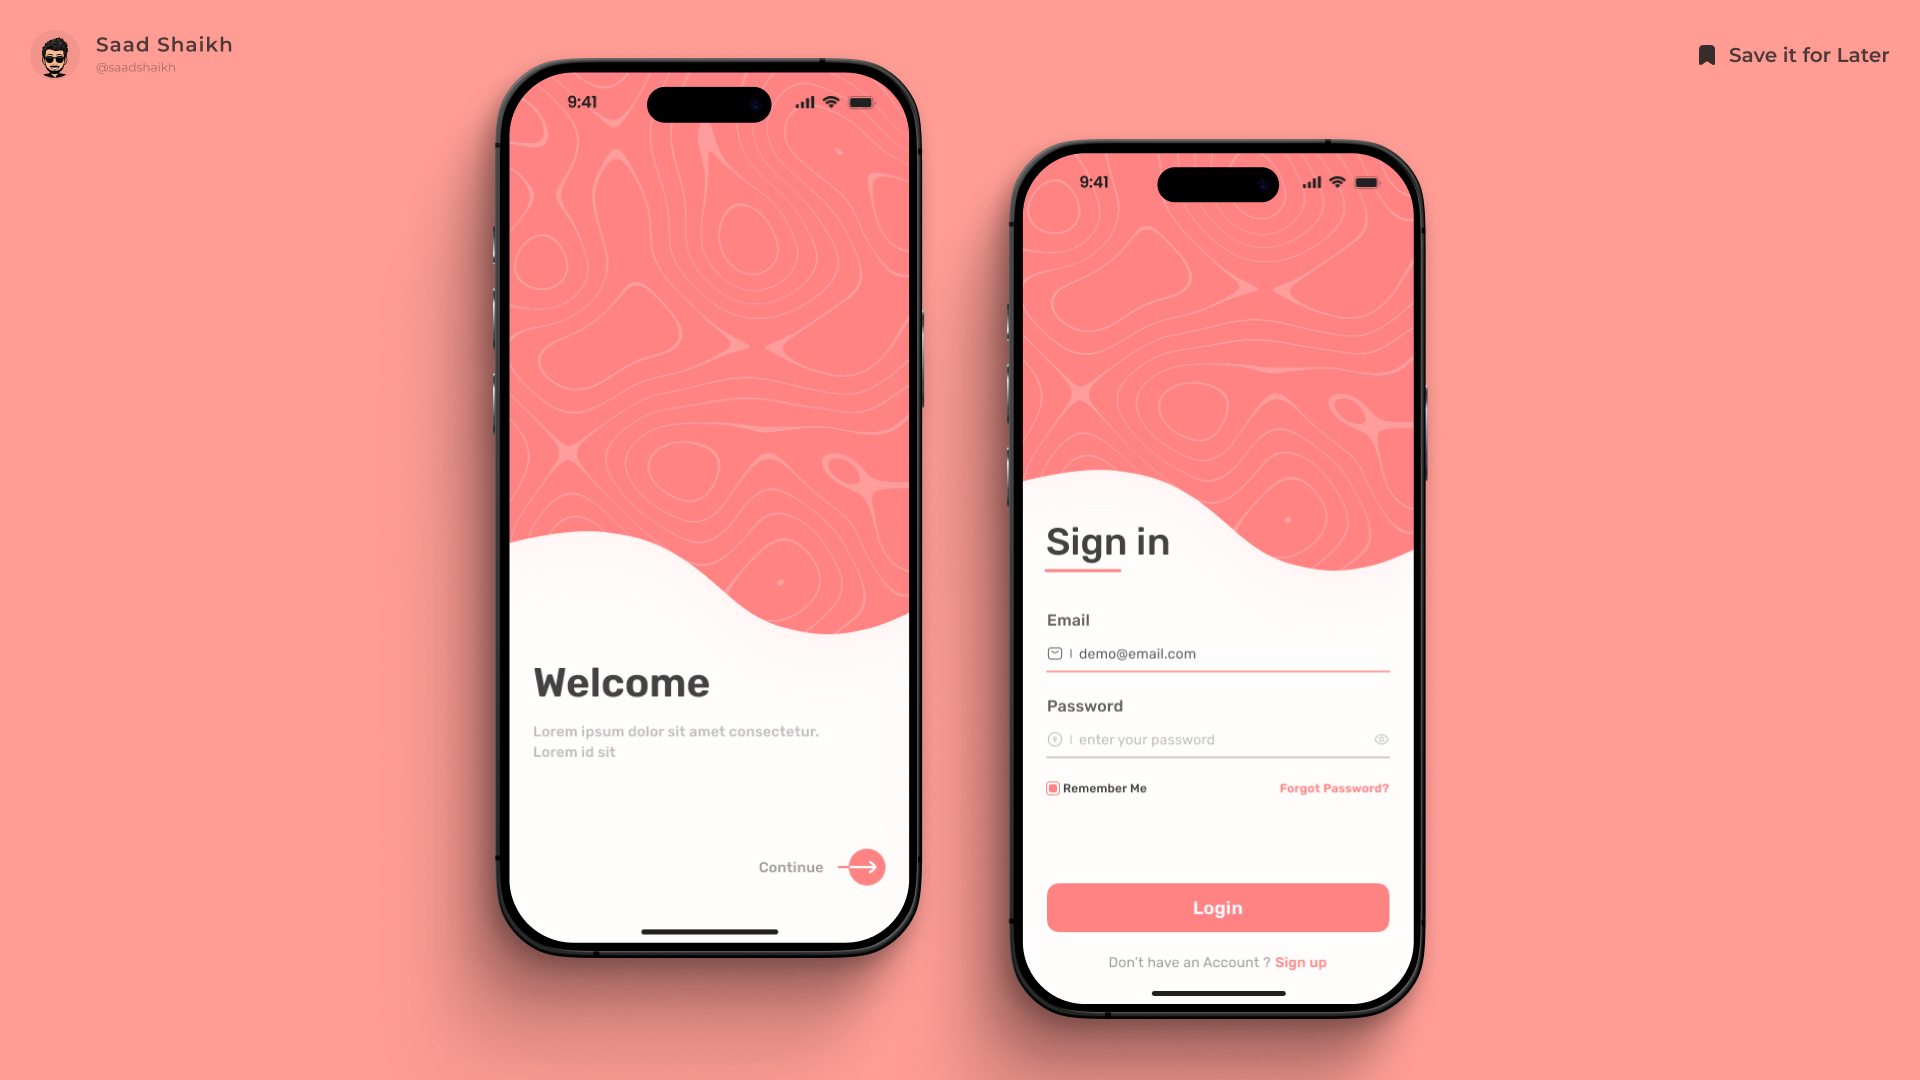 Saad Shaikh
@saadshaikh
Save it for Later
9:41
Welcome
Lorem ipsum dolor sit amet consectetur.
Lorem id sit
Continue
9:41
Sign in
Email
demo@email.com
Password
enter your password
Remember Me
Forgot Password?
Login
Don't have an Account ? Sign up